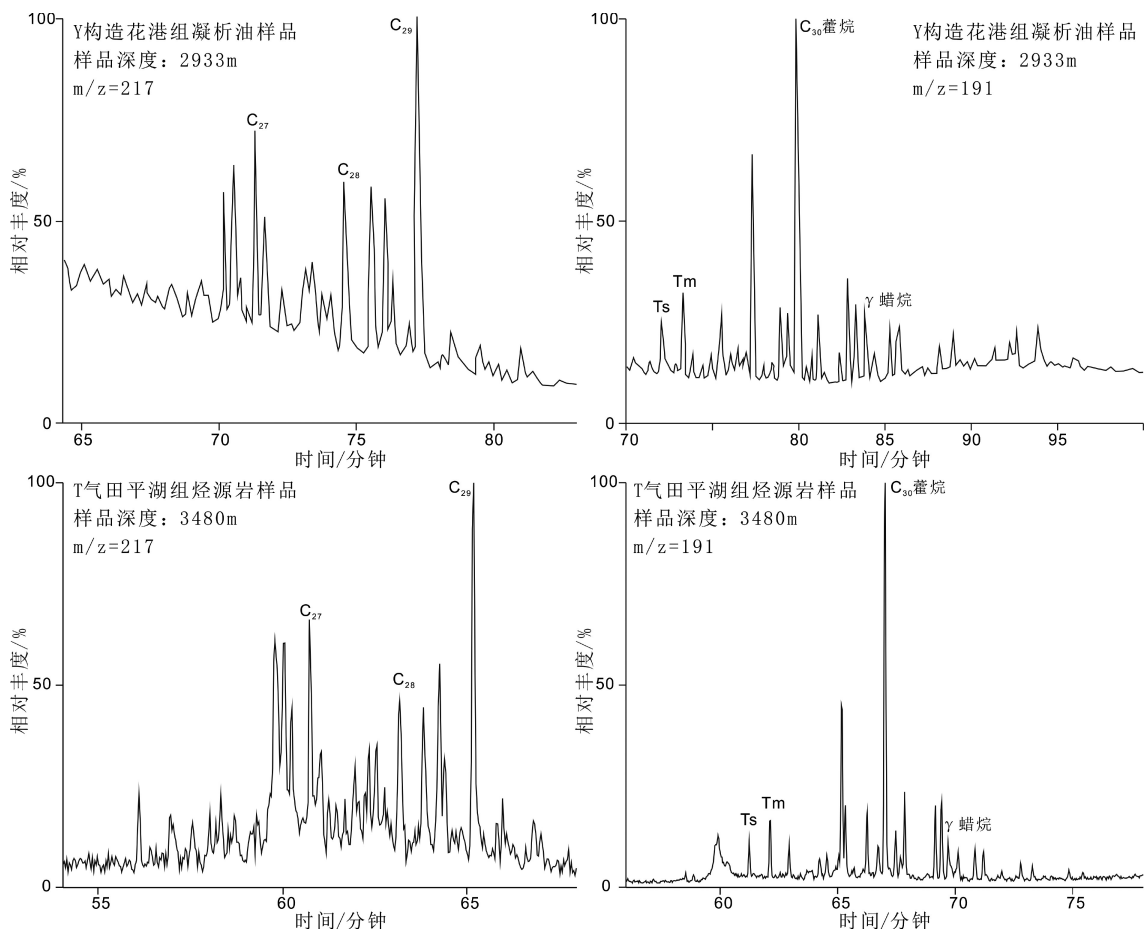 100
Y构造花港组凝析油样品
样品深度：2933m
m/z=217
C₂₇
C₂₈
C₂₉
50
0
相对丰度/%
65
70
75
80
时间/分钟
100
Y构造花港组凝析油样品
样品深度：2933m
m/z=191
C₃₀藿烷
Ts
Tm
γ蜡烷
50
0
相对丰度/%
70
80
85
90
95
时间/分钟
100
T气田平湖组烃源岩样品
样品深度：3480m
m/z=217
C₂₇
C₂₈
C₂₉
50
0
相对丰度/%
55
60
65
时间/分钟
100
T气田平湖组烃源岩样品
样品深度：3480m
m/z=191
C₃₀藿烷
Ts
Tm
γ蜡烷
50
0
相对丰度/%
60
65
70
75
时间/分钟